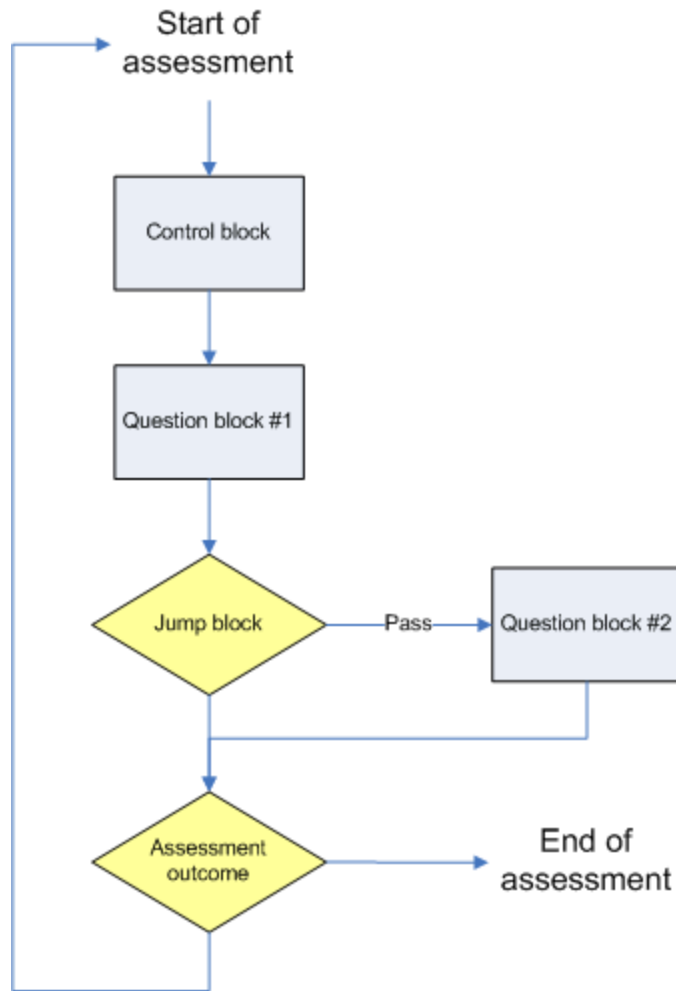 Start of
assessment
Control block
Question block #1
Jump block
Pass
Question block #2
Assessment
outcome
End of
assessment